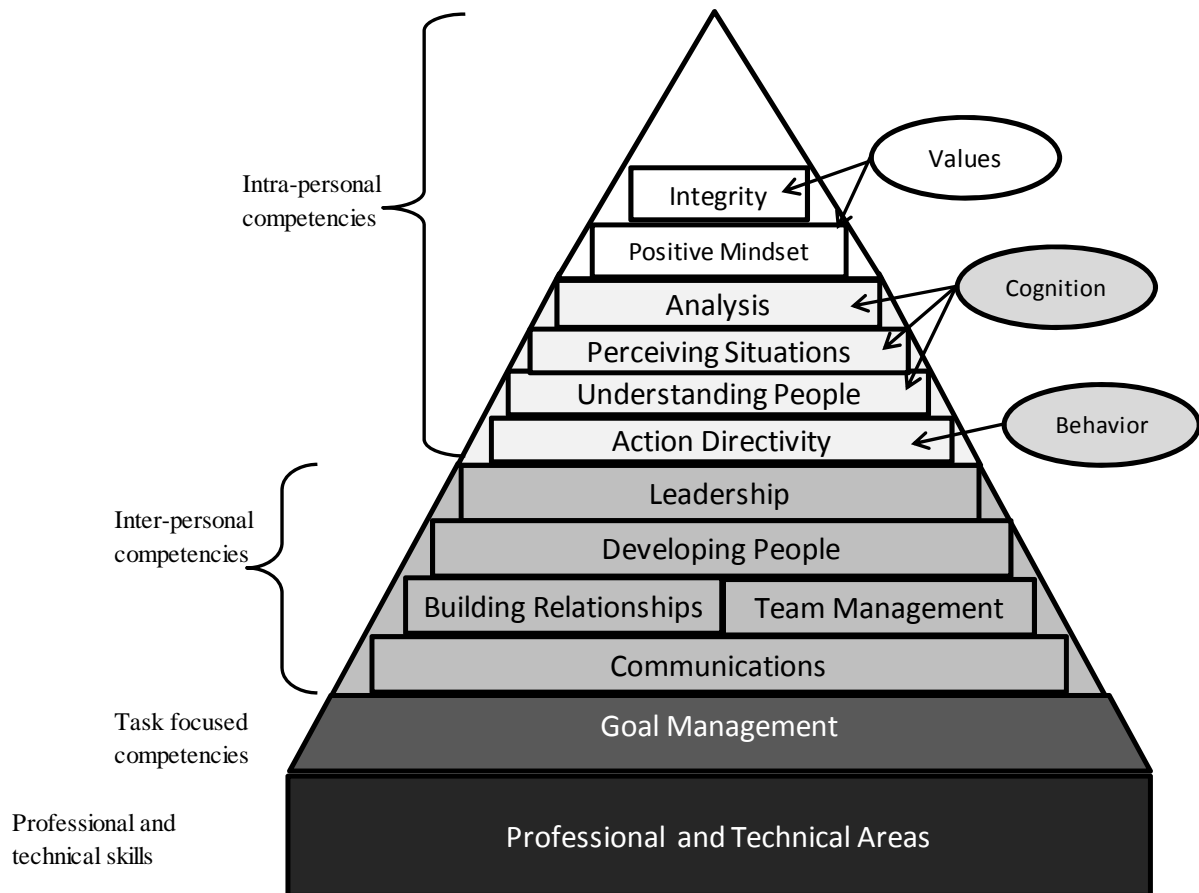 Values
Intra-personal
competencies
Integrity
Positive Mindset
Cognition
Analysis
Perceiving Situations
Understanding People
Behavior
Action Directivity
Leadership
Inter-personal
competencies
Developing People
Building Relationships
Team Management
Communications
Task focused
competencies
Goal Management
Professional and
technical skills
Professional and Technical Areas